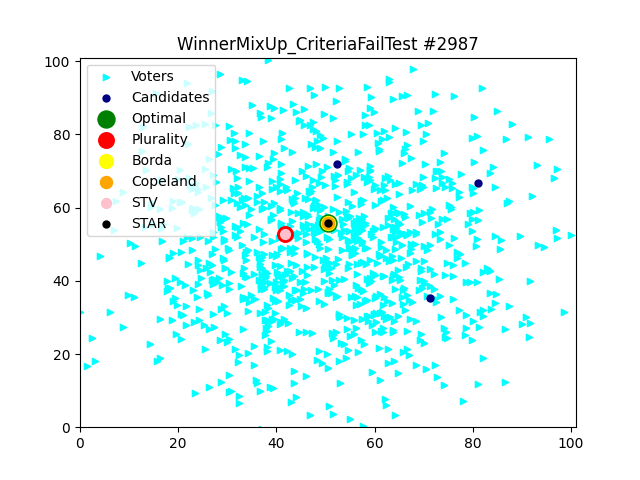 WinnerMixUp_CriteriaFailTest #2987
100
80
60
40
20
0
Voters
Candidates
Optimal
Plurality
Borda
Copeland
STV
STAR
0 20 40 60 80 100